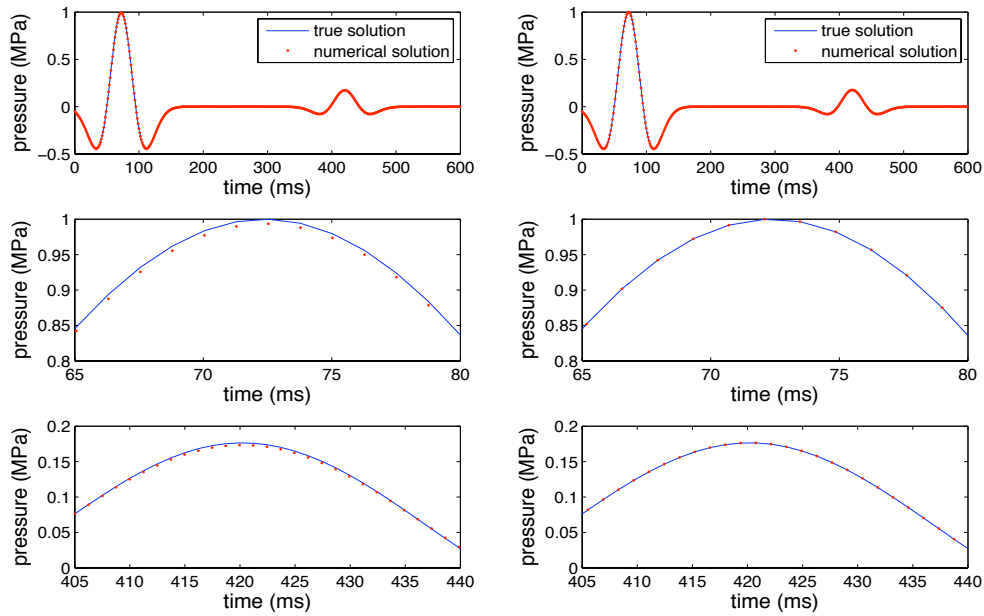 1
0.5
0
−0.5
pressure (MPa)
true solution
numerical solution
0 100 200 300 400 500 600
time (ms)
1
0.5
0
−0.5
pressure (MPa)
true solution
numerical solution
0 100 200 300 400 500 600
time (ms)
1
0.95
0.9
0.85
0.8
pressure (MPa)
65 70 75 80
time (ms)
1
0.95
0.9
0.85
0.8
pressure (MPa)
65 70 75 80
time (ms)
0.2
0.15
0.1
0.05
0
pressure (MPa)
405 410 415 420 425 430 435 440
time (ms)
0.2
0.15
0.1
0.05
0
pressure (MPa)
405 410 415 420 425 430 435 440
time (ms)